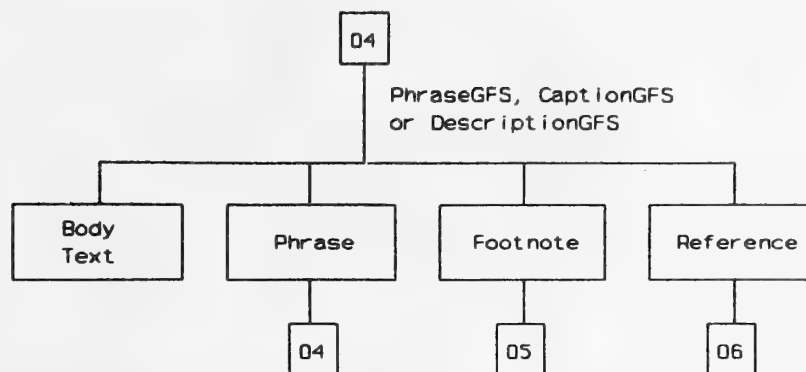 04
PhraseGFS, CaptionGFS
or DescriptionGFS
Body
Text
Phrase
Footnote
Reference
04
05
06